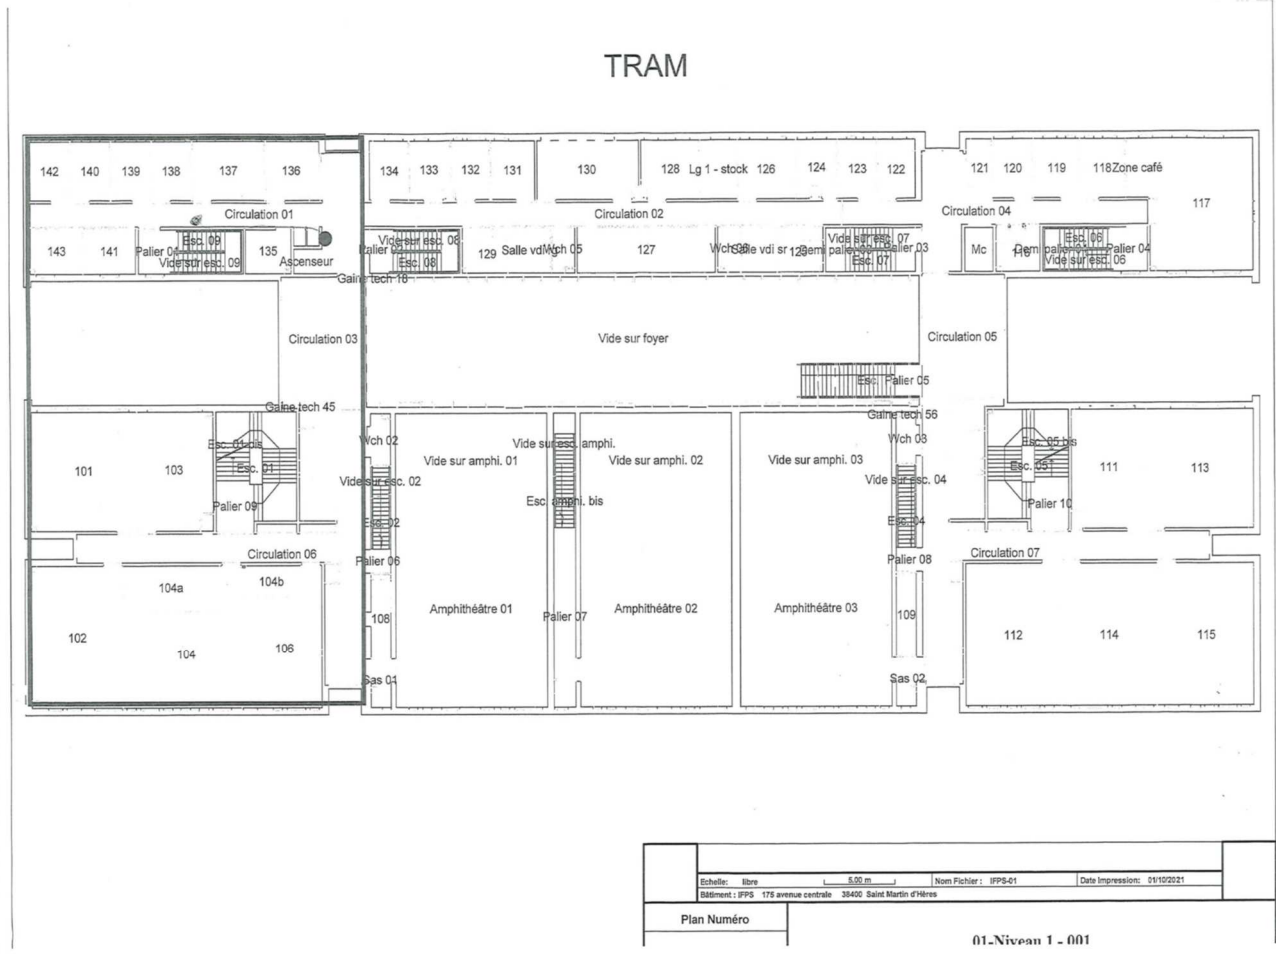 TRAM
142 140 139 138 137 136 134 133 132 131 130 128 Lg 1 - stock 126 124 123 122 121 120 119 118 Zone café
117
Circulation 01 Circulation 02 Circulation 04
143 141 Palier 01 Esc. 09 135 Vide sur esc. 08 129 Wch 05 127 Vide sur esc. 07 Palier 03 Mc Esc. 06 Palier 04
Vide sur esc. 09 Ascenseur Esc. 08 Esc. 07 Vide sur esc. 06
Gaine tech 18
Circulation 03 Vide sur foyer Circulation 05
Esc. Palier 05
Gaine tech 45 Gaine tech 56
Esc. 01 bis Wch 02 Vide sur esc. amphi. Wch 03 Esc. 05 bis
101 103 Esc. 01 Vide sur amphi. 01 Vide sur amphi. 02 Vide sur amphi. 03 Esc. 05 111 113
Vide sur esc. 02 Vide sur esc. 04
Palier 09 Esc. amphi. bis Palier 10
Esc. 02 Esc. 04
Circulation 06 Palier 06 Palier 08 Circulation 07
104a 104b
108 Amphithéâtre 01 Palier 07 Amphithéâtre 02 Amphithéâtre 03 109
102 104 106 112 114 115
Sas 01 Sas 02
Echelle: libre 5.00 m Nom Fichier : IFPS-01 Date Impression: 01/10/2021
Bâtiment : IFPS 175 avenue centrale 38400 Saint Martin d'Hères
Plan Numéro
01-Niveau 1 - 001